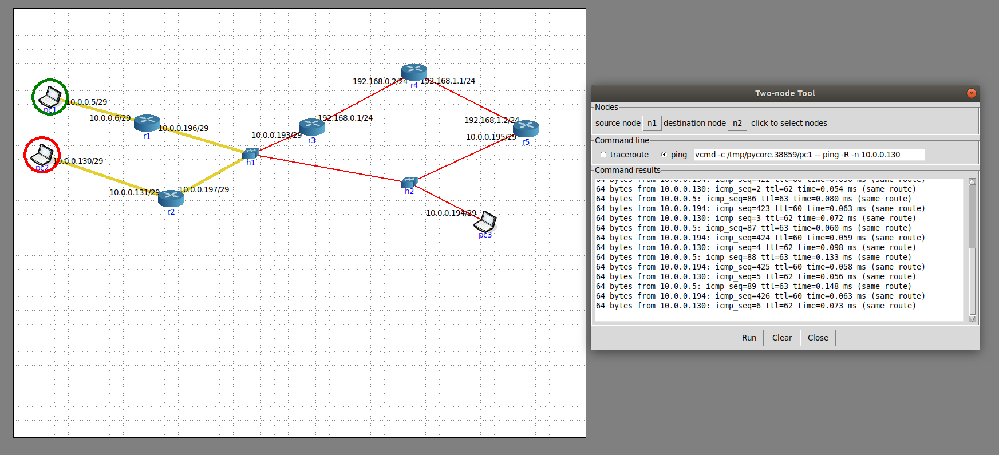 192.168.0.2/24
192.168.1.1/24
r4
10.0.0.5/29
pc1
10.0.0.6/29
10.0.0.196/29
r1
192.168.0.1/24
10.0.0.193/29
r3
192.168.1.2/24
10.0.0.195/29
r5
10.0.0.130/29
pc2
h1
10.0.0.131/29
10.0.0.197/29
r2
h2
10.0.0.194/29
pc3
Two-node Tool
Nodes
source node n1 destination node n2 click to select nodes
Command line
traceroute ping vcmd -c /tmp/pycore.38859/pc1 -- ping -R -n 10.0.0.130
Command results
64 bytes from 10.0.0.194: icmp_seq=422 ttl=60 time=0.090 ms (same route)
64 bytes from 10.0.0.130: icmp_seq=2 ttl=62 time=0.054 ms (same route)
64 bytes from 10.0.0.5: icmp_seq=86 ttl=63 time=0.080 ms (same route)
64 bytes from 10.0.0.194: icmp_seq=423 ttl=60 time=0.063 ms (same route)
64 bytes from 10.0.0.130: icmp_seq=3 ttl=62 time=0.072 ms (same route)
64 bytes from 10.0.0.5: icmp_seq=87 ttl=63 time=0.060 ms (same route)
64 bytes from 10.0.0.194: icmp_seq=424 ttl=60 time=0.059 ms (same route)
64 bytes from 10.0.0.130: icmp_seq=4 ttl=62 time=0.098 ms (same route)
64 bytes from 10.0.0.5: icmp_seq=88 ttl=63 time=0.133 ms (same route)
64 bytes from 10.0.0.194: icmp_seq=425 ttl=60 time=0.058 ms (same route)
64 bytes from 10.0.0.130: icmp_seq=5 ttl=62 time=0.056 ms (same route)
64 bytes from 10.0.0.5: icmp_seq=89 ttl=63 time=0.148 ms (same route)
64 bytes from 10.0.0.194: icmp_seq=426 ttl=60 time=0.063 ms (same route)
64 bytes from 10.0.0.130: icmp_seq=6 ttl=62 time=0.073 ms (same route)
Run Clear Close